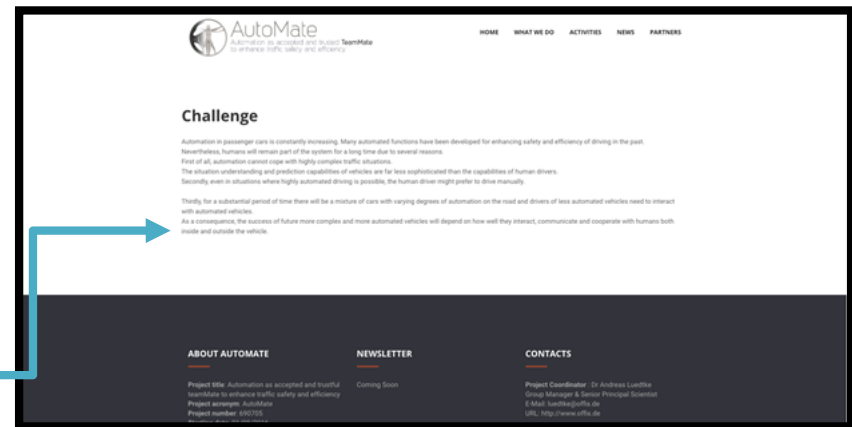 AutoMate
Automation as accepted and trusted TeamMate
to enhance traffic safety and efficiency
HOME WHAT WE DO ACTIVITIES NEWS PARTNERS
Challenge
Automation in passenger cars is constantly increasing. Many automated functions have been developed for enhancing safety and efficiency of driving in the past.
Nevertheless, humans will remain part of the system for a long time due to several reasons.
First of all, automation cannot cope with highly complex traffic situations.
The situation understanding and prediction capabilities of vehicles are far less sophisticated than the capabilities of human drivers.
Secondly, even in situations where highly automated driving is possible, the human driver might prefer to drive manually.
Thirdly, for a substantial period of time there will be a mixture of cars with varying degrees of automation on the road and drivers of less automated vehicles need to interact
with automated vehicles.
As a consequence, the success of future more complex and more automated vehicles will depend on how well they interact, communicate and cooperate with humans both
inside and outside the vehicle.
ABOUT AUTOMATE
Project title: Automation as accepted and trustful
teamMate to enhance traffic safety and efficiency
Project acronym: AutoMate
Project number: 690705
NEWSLETTER
Coming Soon
CONTACTS
Project Coordinator : Dr Andreas Luedtke
Group Manager & Senior Principal Scientist
E-Mail: luedtke@offis.de
URL: http://www.offis.de